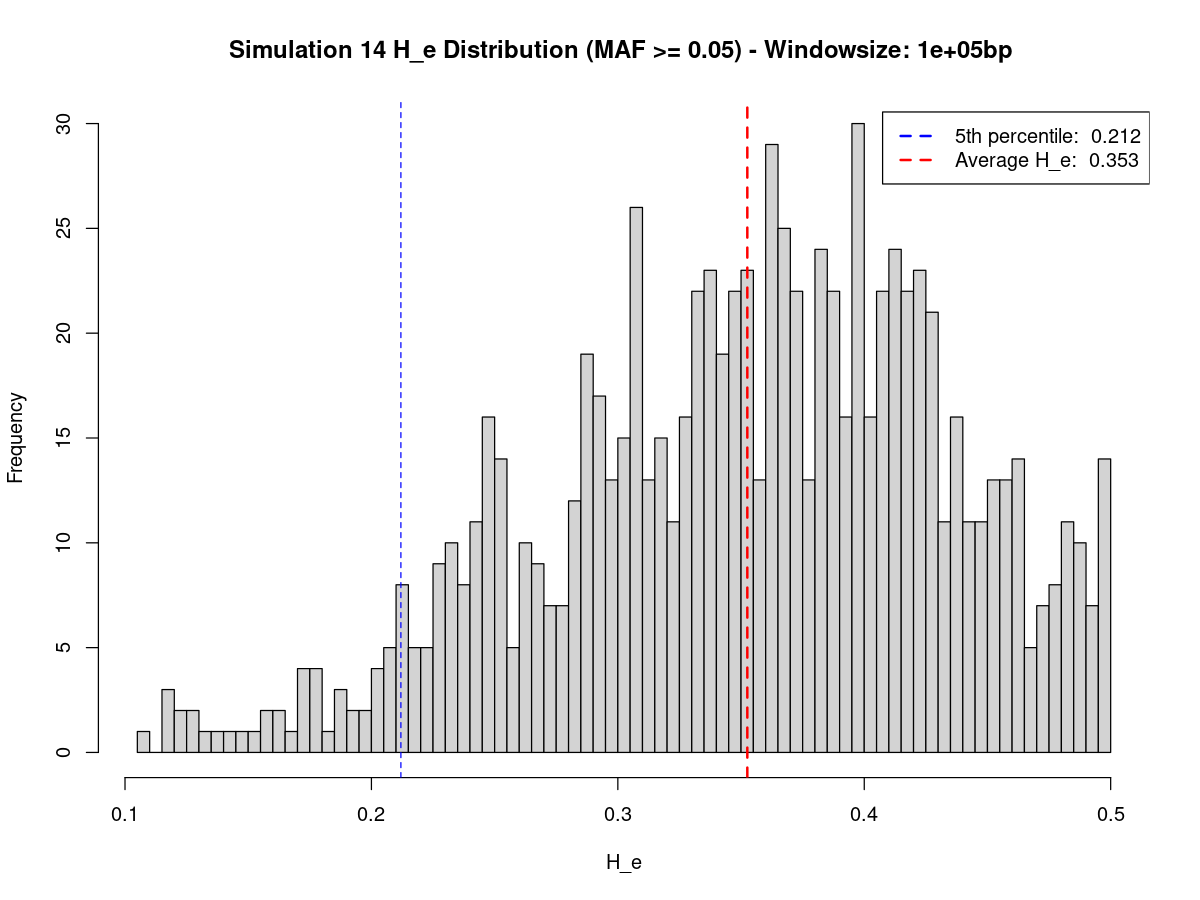 Simulation 14 H_e Distribution (MAF >= 0.05) - Windowsize: 1e+05bp
5th percentile:  0.212
Average H_e:  0.353
Frequency
30
25
20
15
10
5
0
0.1
0.2
0.3
0.4
0.5
H_e